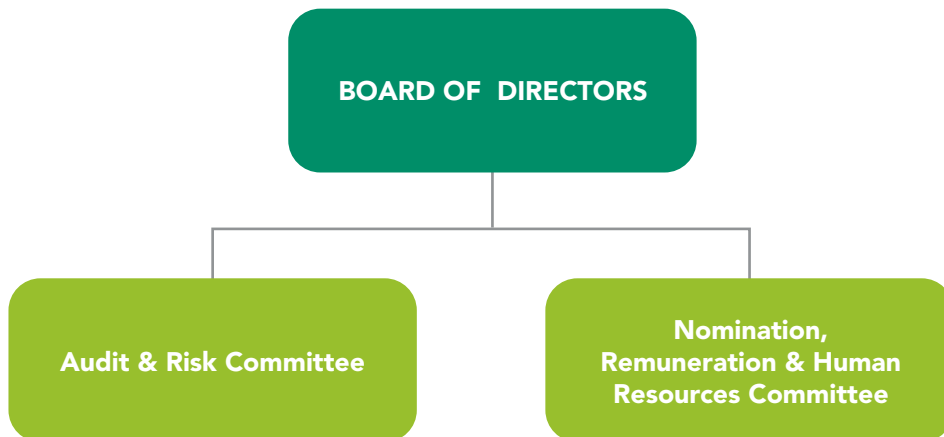 BOARD OF DIRECTORS
Audit & Risk Committee
Nomination,
Remuneration & Human
Resources Committee